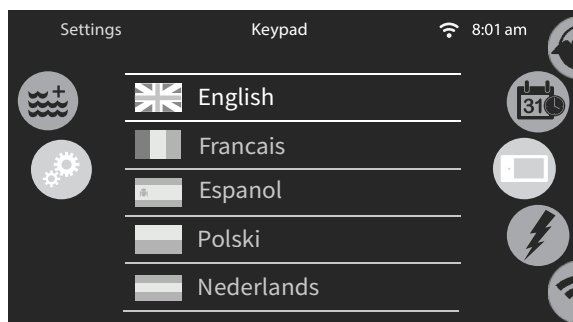 Settings Keypad 8:01 am
English
31
Francais
Espanol
Polski
Nederlands